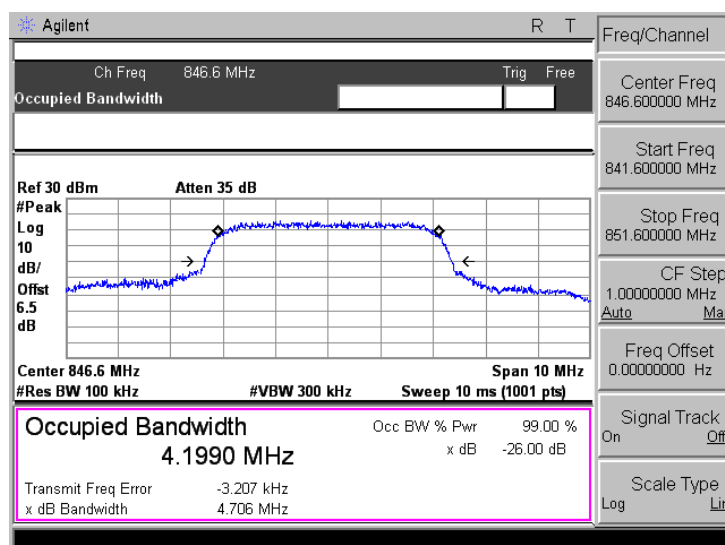 Agilent R T
Ch Freq 846.6 MHz Trig Free
Occupied Bandwidth
Ref 30 dBm Atten 35 dB
#Peak
Log
10
dB/
Offst
6.5
dB
Center 846.6 MHz Span 10 MHz
#Res BW 100 kHz #VBW 300 kHz Sweep 10 ms (1001 pts)
Occupied Bandwidth
4.1990 MHz
Occ BW % Pwr 99.00 %
x dB -26.00 dB
Transmit Freq Error -3.207 kHz
x dB Bandwidth 4.706 MHz
Freq/Channel
Center Freq
846.600000 MHz
Start Freq
841.600000 MHz
Stop Freq
851.600000 MHz
CF Step
1.00000000 MHz
Auto Ma
Freq Offset
0.00000000 Hz
Signal Track
On Off
Scale Type
Log Lin